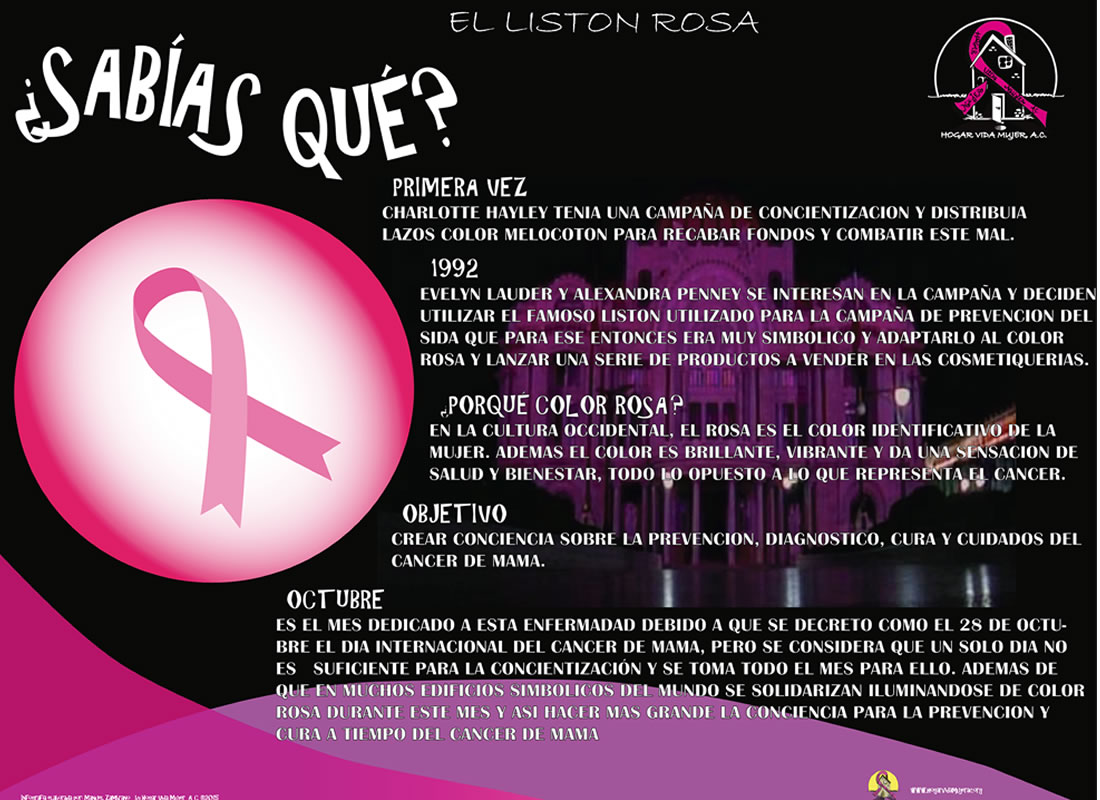 EL LISTON ROSA
¿SABÍAS QUÉ?
HOGAR VIDA MUJER, A.C.
PRIMERA VEZ
CHARLOTTE HAYLEY TENIA UNA CAMPAÑA DE CONCIENTIZACION Y DISTRIBUIA
LAZOS COLOR MELOCOTON PARA RECABAR FONDOS Y COMBATIR ESTE MAL.
1992
EVELYN LAUDER Y ALEXANDRA PENNEY SE INTERESAN EN LA CAMPAÑA Y DECIDEN
UTILIZAR EL FAMOSO LISTON UTILIZADO PARA LA CAMPAÑA DE PREVENCION DEL
SIDA QUE PARA ESE ENTONCES ERA MUY SIMBOLICO Y ADAPTARLO AL COLOR
ROSA Y LANZAR UNA SERIE DE PRODUCTOS A VENDER EN LAS COSMETIQUERIAS.
¿PORQUÉ COLOR ROSA?
EN LA CULTURA OCCIDENTAL, EL ROSA ES EL COLOR IDENTIFICATIVO DE LA
MUJER. ADEMAS EL COLOR ES BRILLANTE, VIBRANTE Y DA UNA SENSACION DE
SALUD Y BIENESTAR, TODO LO OPUESTO A LO QUE REPRESENTA EL CANCER.
OBJETIVO
CREAR CONCIENCIA SOBRE LA PREVENCION, DIAGNOSTICO, CURA Y CUIDADOS DEL
CANCER DE MAMA.
OCTUBRE
ES EL MES DEDICADO A ESTA ENFERMADAD DEBIDO A QUE SE DECRETO COMO EL 28 DE OCTU-
BRE EL DIA INTERNACIONAL DEL CANCER DE MAMA, PERO SE CONSIDERA QUE UN SOLO DIA NO
ES SUFICIENTE PARA LA CONCIENTIZACIÓN Y SE TOMA TODO EL MES PARA ELLO. ADEMAS DE
QUE EN MUCHOS EDIFICIOS SIMBOLICOS DEL MUNDO SE SOLIDARIZAN ILUMINANDOSE DE COLOR
ROSA DURANTE ESTE MES Y ASI HACER MAS GRANDE LA CONCIENCIA PARA LA PREVENCION Y
CURA A TIEMPO DEL CANCER DE MAMA